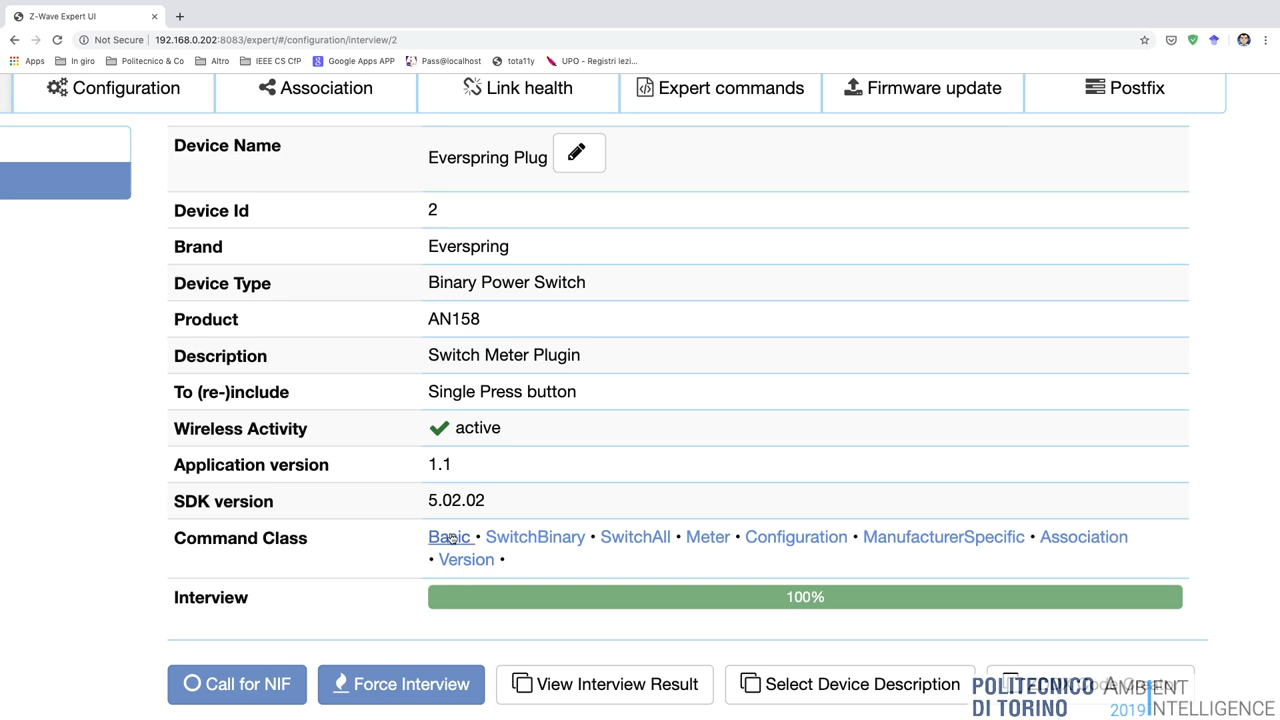 Z-Wave Expert UI
Not Secure | 192.168.0.202:8083/expert/#/configuration/interview/2
Apps In giro Politecnico & Co Altro IEEE CS CfP Google Apps APP Pass@localhost tota11y UPO - Registri lezi...
Configuration Association Link health Expert commands Firmware update Postfix
Device Name Everspring Plug
Device Id 2
Brand Everspring
Device Type Binary Power Switch
Product AN158
Description Switch Meter Plugin
To (re-)include Single Press button
Wireless Activity active
Application version 1.1
SDK version 5.02.02
Command Class Basic • SwitchBinary • SwitchAll • Meter • Configuration • ManufacturerSpecific • Association
• Version •
Interview 100%
Call for NIF Force Interview View Interview Result Select Device Description
POLITECNICO
DI TORINO
AMBIENT
2019 INTELLIGENCE